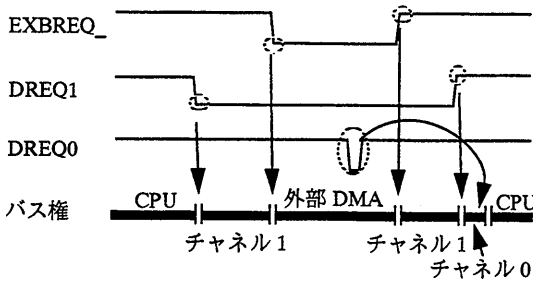 EXBREQ_
DREQ1
DREQ0
バス権 CPU 外部 DMA CPU
チャネル 1 チャネル 1
チャネル 0